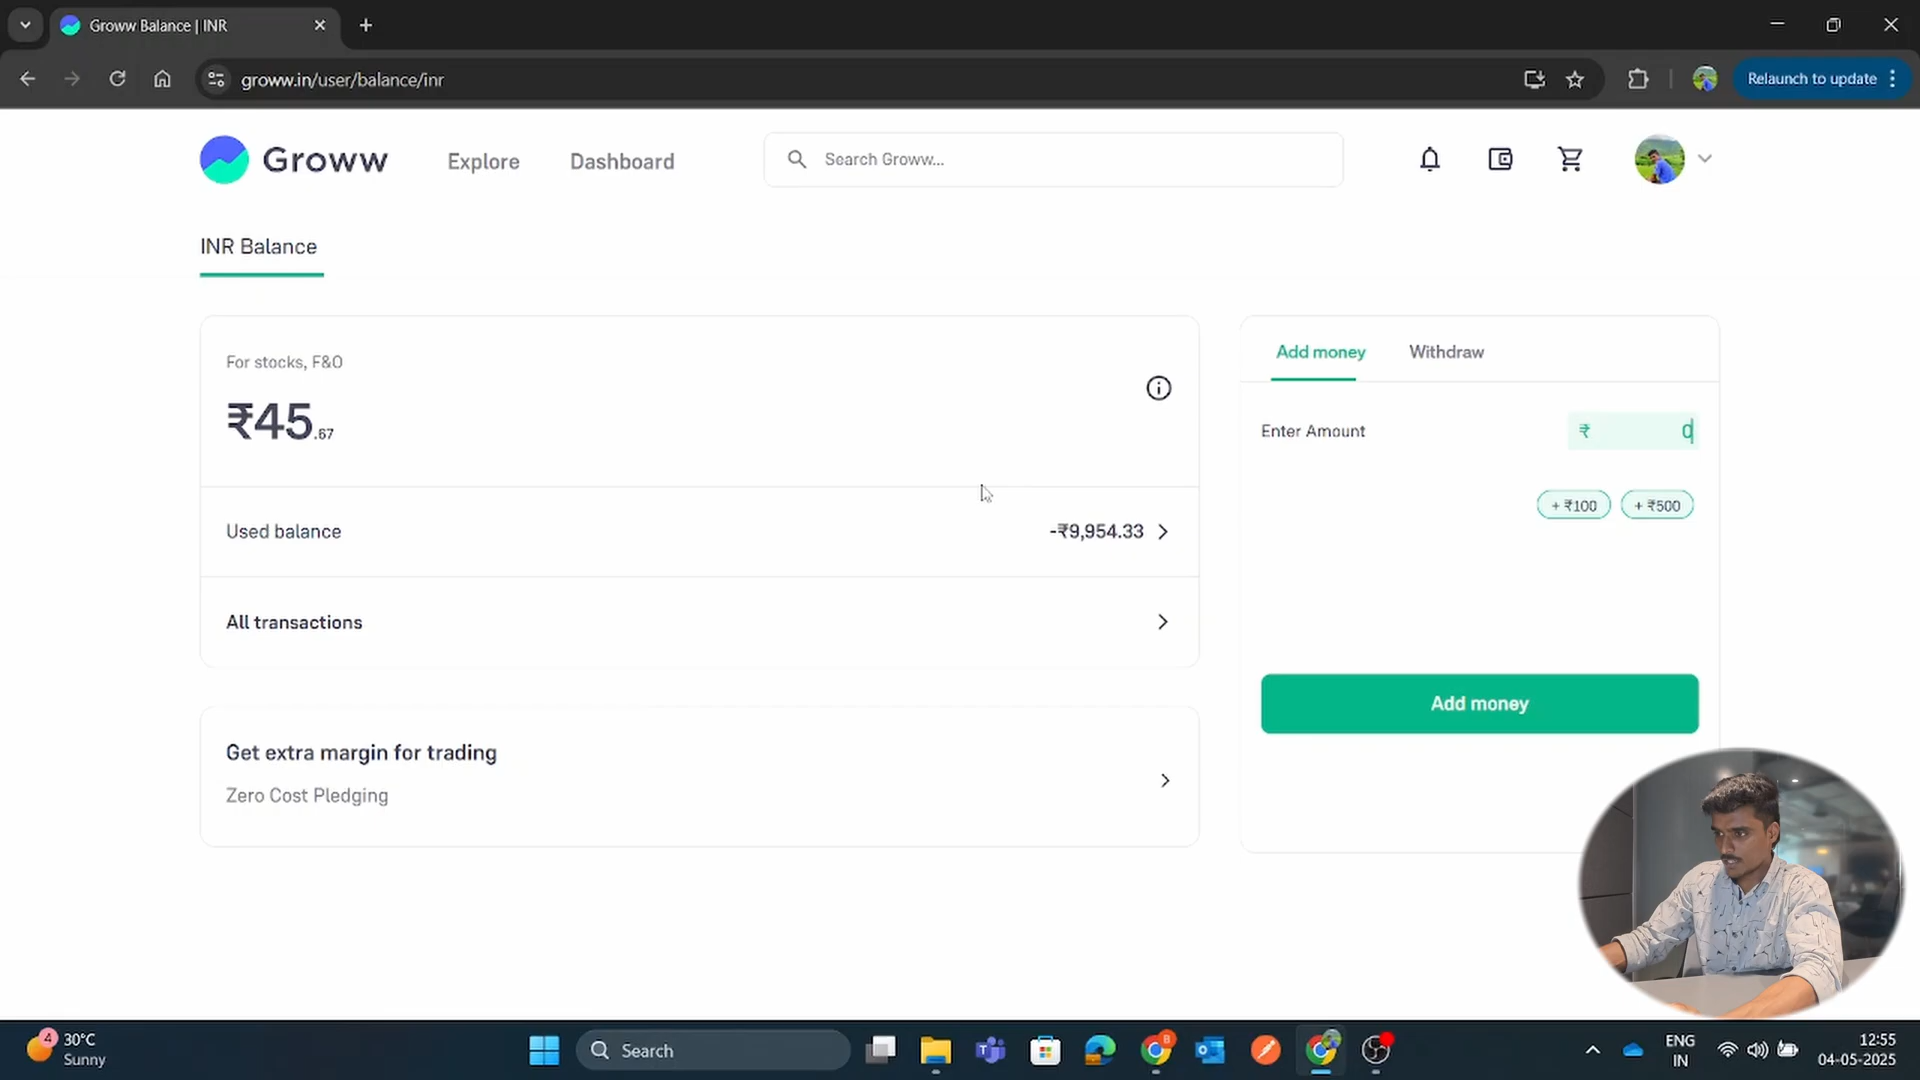 Groww Balance | INR
groww.in/user/balance/inr
Relaunch to update
Groww
Explore
Dashboard
Search Groww...
INR Balance
For stocks, F&O
₹45.67
Used balance
-₹9,954.33
All transactions
Get extra margin for trading
Zero Cost Pledging
Add money
Withdraw
Enter Amount
₹ 0
+ ₹100
+ ₹500
Add money
4
30°C
Sunny
Search
B
ENG
IN
12:55
04-05-2025